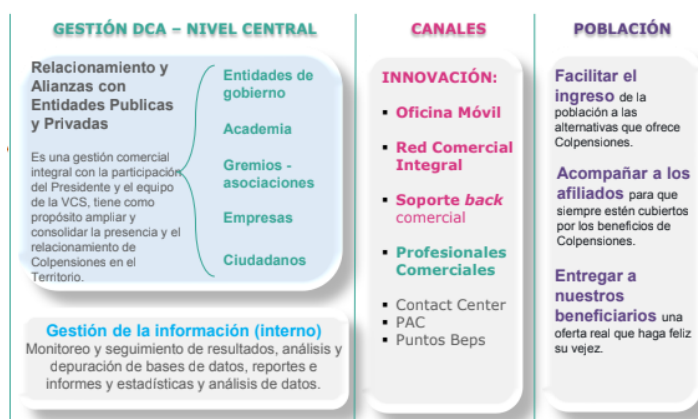 GESTIÓN DCA – NIVEL CENTRAL
Relacionamiento y
Alianzas con
Entidades Publicas
y Privadas
Es una gestión comercial
integral con la participación
del Presidente y el equipo
de la VCS, tiene como
propósito ampliar y
consolidar la presencia y el
relacionamiento de
Colpensiones en el
Territorio.
Entidades de
gobierno
Academia
Gremios -
asociaciones
Empresas
Ciudadanos
Gestión de la información (interno)
Monitoreo y seguimiento de resultados, análisis y
depuración de bases de datos, reportes e
informes y estadísticas y análisis de datos.
CANALES
INNOVACIÓN:
▪ Oficina Móvil
▪ Red Comercial
Integral
▪ Soporte back
comercial
▪ Profesionales
Comerciales
▪ Contact Center
▪ PAC
▪ Puntos Beps
POBLACIÓN
Facilitar el
ingreso de la
población a las
alternativas que ofrece
Colpensiones.
Acompañar a los
afiliados para que
siempre estén cubiertos
por los beneficios de
Colpensiones.
Entregar a
nuestros
beneficiarios una
oferta real que haga feliz
su vejez.